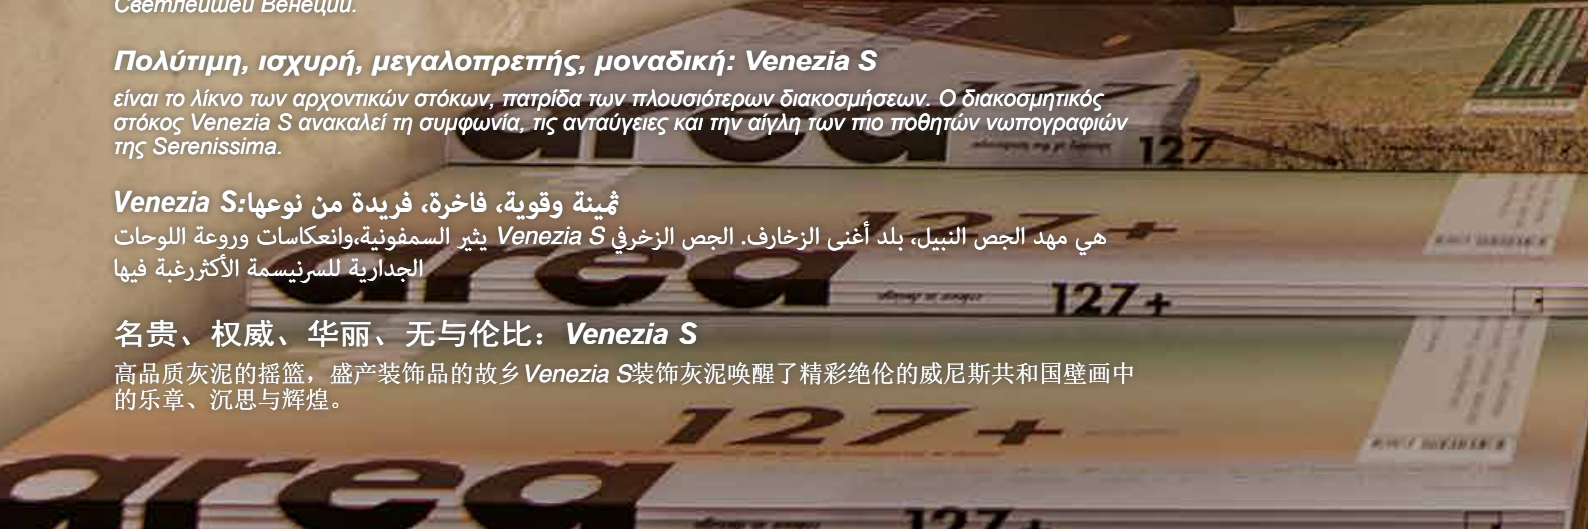 Светлейшей Венеции.
Πολύτιμη, ισχυρή, μεγαλοπρεπής, μοναδική: Venezia S
είναι το λίκνο των αρχοντικών στόκων, πατρίδα των πλουσιότερων διακοσμήσεων. Ο διακοσμητικός
στόκος Venezia S ανακαλεί τη συμφωνία, τις ανταύγειες και την αίγλη των πιο ποθητών νωπογραφιών
της Serenissima.
ثمينة وقوية، فاخرة، فريدة من نوعها:Venezia S
هي مهد الجص النبيل، بلد أغنى الزخارف. الجص الزخرفي Venezia S يثير السمفونية،وانعكاسات وروعة اللوحات
الجدارية للسرنيسمة الأكثررغبة فيها
名贵、权威、华丽、无与伦比：Venezia S
高品质灰泥的摇篮，盛产装饰品的故乡Venezia S装饰灰泥唤醒了精彩绝伦的威尼斯共和国壁画中
的乐章、沉思与辉煌。
127
area
127
127+
area
127+
127+
area
127+